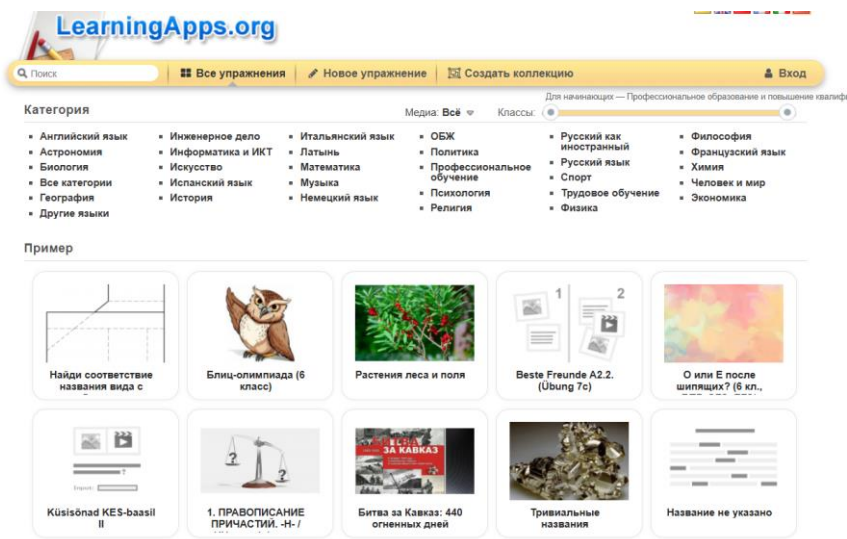 LearningApps.org
Поиск
Все упражнения
Новое упражнение
Создать коллекцию
Вход
Для начинающих — Профессиональное образование и повышение
Категория
Медиа: Всё
Классы:
Английский язык
Астрономия
Биология
Все категории
География
Другие языки
Инженерное дело
Информатика и ИКТ
Искусство
Испанский язык
История
Итальянский язык
Латынь
Математика
Музыка
Немецкий язык
ОБЖ
Политика
Профессиональное
обучение
Психология
Религия
Русский как
иностранный
Русский язык
Спорт
Трудовое обучение
Физика
Философия
Французский язык
Химия
Человек и мир
Экономика
Пример
Найди соответствие
названия вида с
Блиц-олимпиада (6
класс)
Растения леса и поля
1 2
Beste Freunde A2.2.
(Übung 7c)
О или Е после
шипящих? (6 кл.,
?
Küsisõnad KES-baasil
II
? ?
1. ПРАВОПИСАНИЕ
ПРИЧАСТИЙ. -Н- /
БИТВА
ЗА КАВКАЗ
Битва за Кавказ: 440
огненных дней
Тривиальные
названия
Название не указано